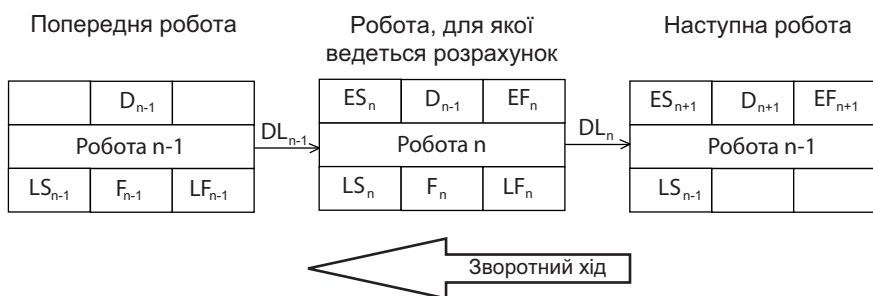 Попередня робота
Робота, для якої
ведеться розрахунок
Наступна робота
D n-1
Робота n-1
LS n-1 F n-1 LF n-1
DL n-1
ES n D n-1 EF n
Робота n
LS n F n LF n
DL n
ES n+1 D n+1 EF n+1
Робота n-1
LS n-1
Зворотний хід